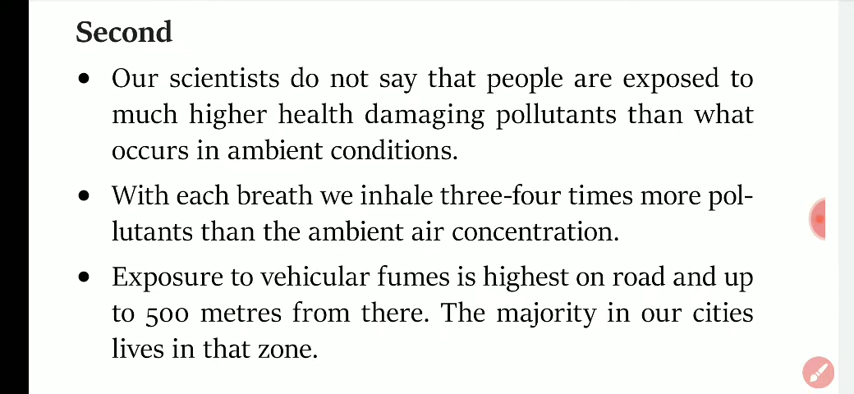 Second
• Our scientists do not say that people are exposed to
much higher health damaging pollutants than what
occurs in ambient conditions.
• With each breath we inhale three-four times more pol-
lutants than the ambient air concentration.
• Exposure to vehicular fumes is highest on road and up
to 500 metres from there. The majority in our cities
lives in that zone.